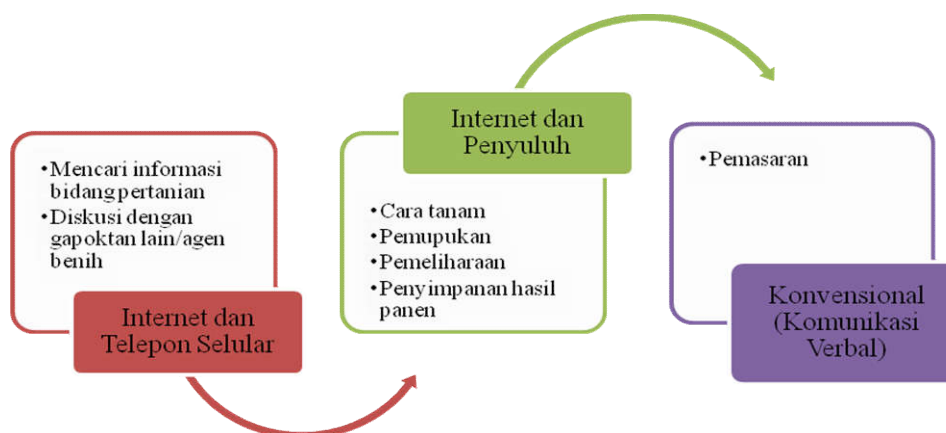 •Mencari informasi
bidang pertanian
•Diskusi dengan
gapoktan lain/agen
benih
Internet dan
Telepon Selular
Internet dan
Penyuluh
•Cara tanam
•Pemupukan
•Pemeliharaan
•Penyimpanan hasil
panen
•Pemasaran
Konvensional
(Komunikasi
Verbal)